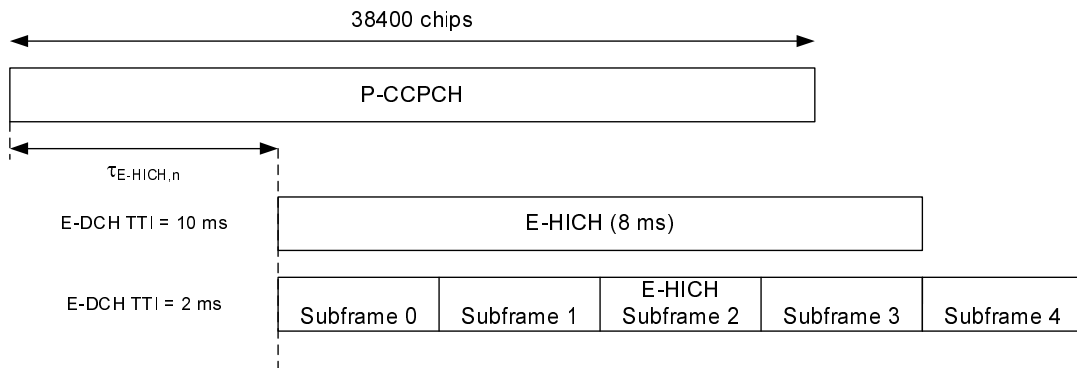 38400 chips
P-CCPCH
τE-HICH,n
E-DCH TTI = 10 ms
E-HICH (8 ms)
E-DCH TTI = 2 ms
E-HICH
Subframe 0
Subframe 1
Subframe 2
Subframe 3
Subframe 4